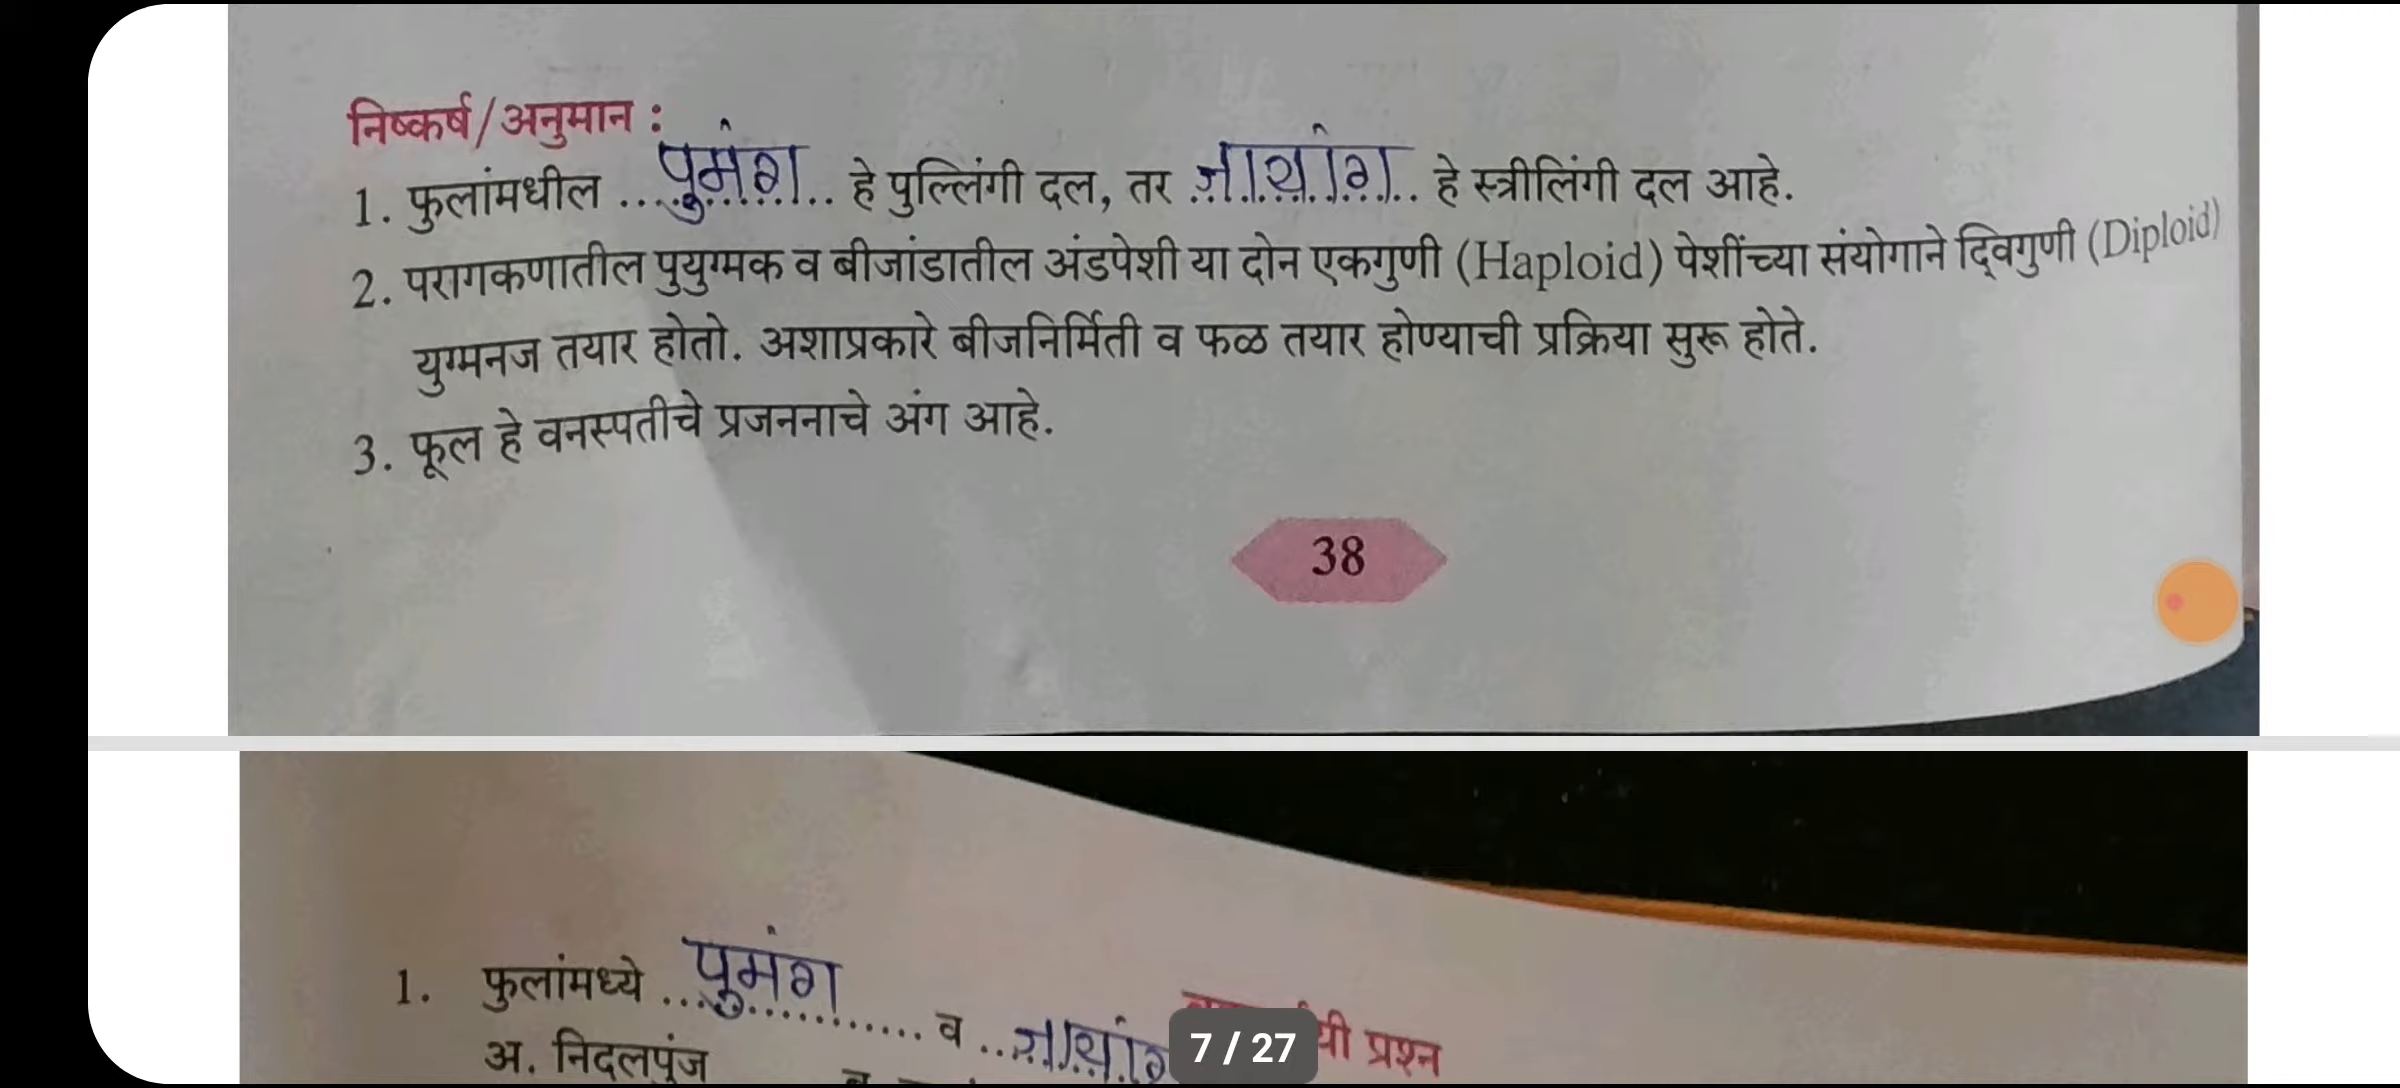 निष्कर्ष/अनुमान :
1. फुलांमधील ...पुमंग... हे पुल्लिंगी दल, तर ...जायांग... हे स्त्रीलिंगी दल आहे.
2. परागकणातील पुयुग्मक व बीजांडातील अंडपेशी या दोन एकगुणी (Haploid) पेशींच्या संयोगाने द्विगुणी (Diploid)
युग्मनज तयार होतो. अशाप्रकारे बीजनिर्मिती व फळ तयार होण्याची प्रक्रिया सुरू होते.
3. फूल हे वनस्पतीचे प्रजननाचे अंग आहे.
38
प्रश्न
1. फुलांमध्ये ...पुमंग... व
अ. निदलपुंज
7 / 27